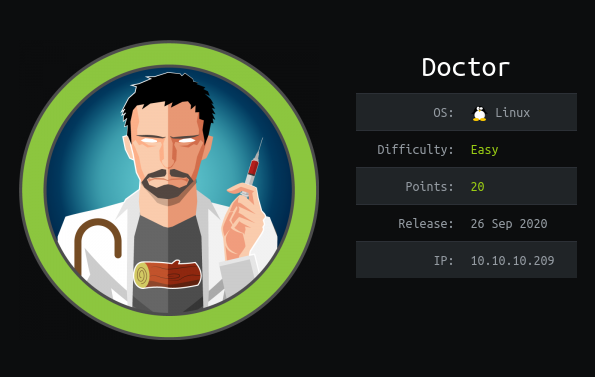 Doctor
OS: Linux
Difficulty: Easy
Points: 20
Release: 26 Sep 2020
IP: 10.10.10.209